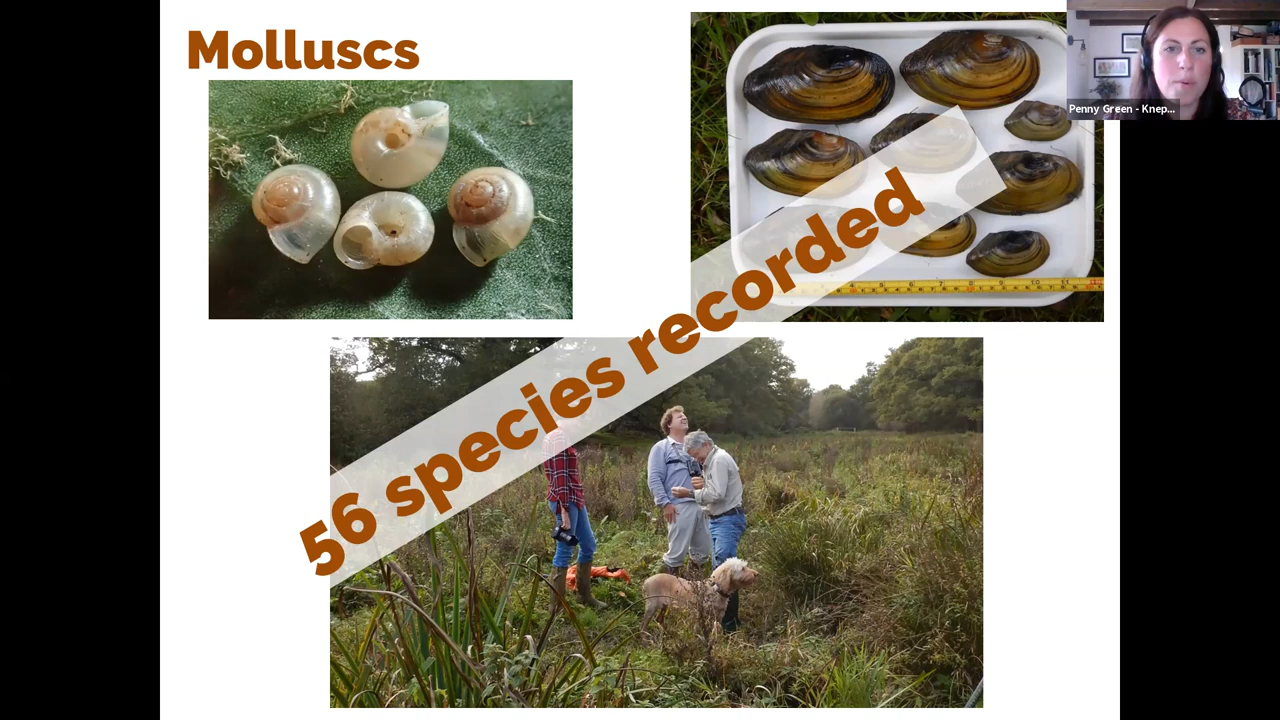 Molluscs
Penny Green - Knep...
56 species recorded